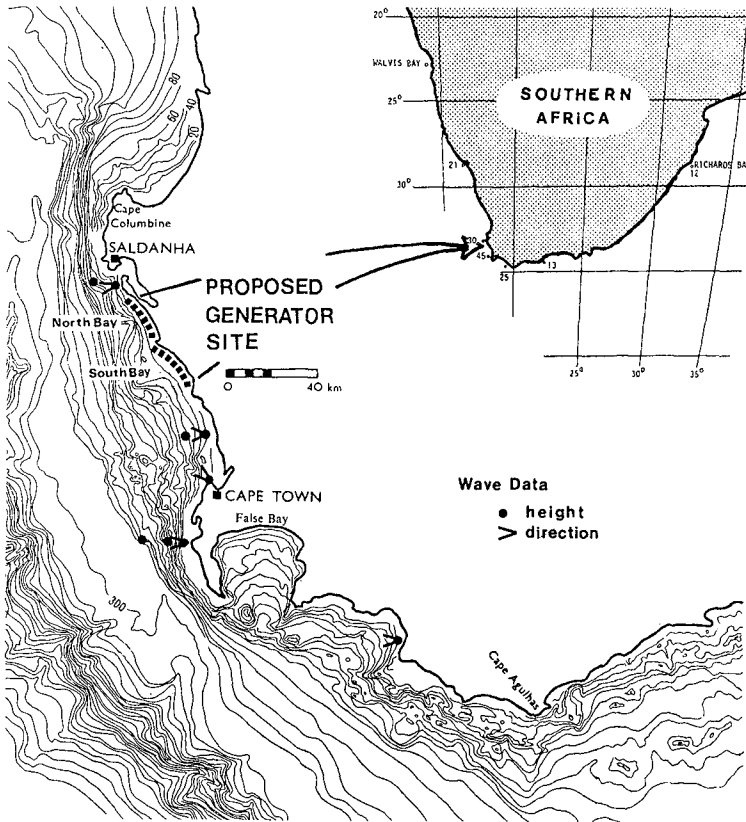 80
60
40
20
Cape
Columbine
SALDANHA
North Bay
South Bay
PROPOSED
GENERATOR
SITE
0 40 km
CAPE TOWN
False Bay
300
Cape Agulhas
Wave Data
height
direction
20°
WALVIS BAY
25°
SOUTHERN
AFRiCA
21
30°
RICHARDS BA
12
30
45
13
25
25° 30° 35°